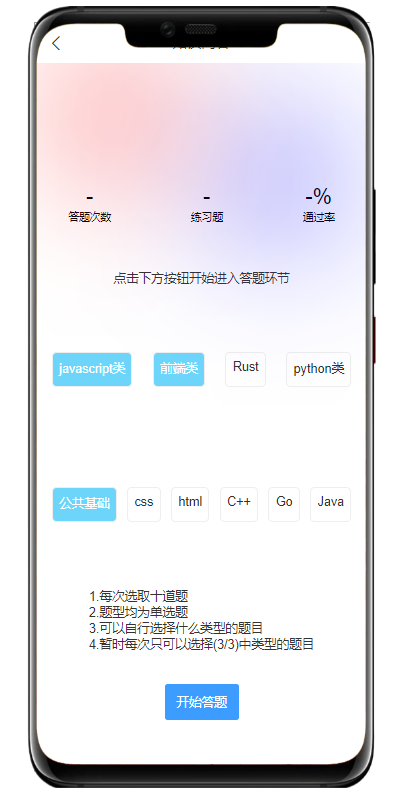 -
-
-%
答题次数
练习题
通过率
点击下方按钮开始进入答题环节
javascript类
前端类
Rust
python类
公共基础
css
html
C++
Go
Java
1.每次选取十道题
2.题型均为单选题
3.可以自行选择什么类型的题目
4.暂时每次只可以选择(3/3)中类型的题目
开始答题